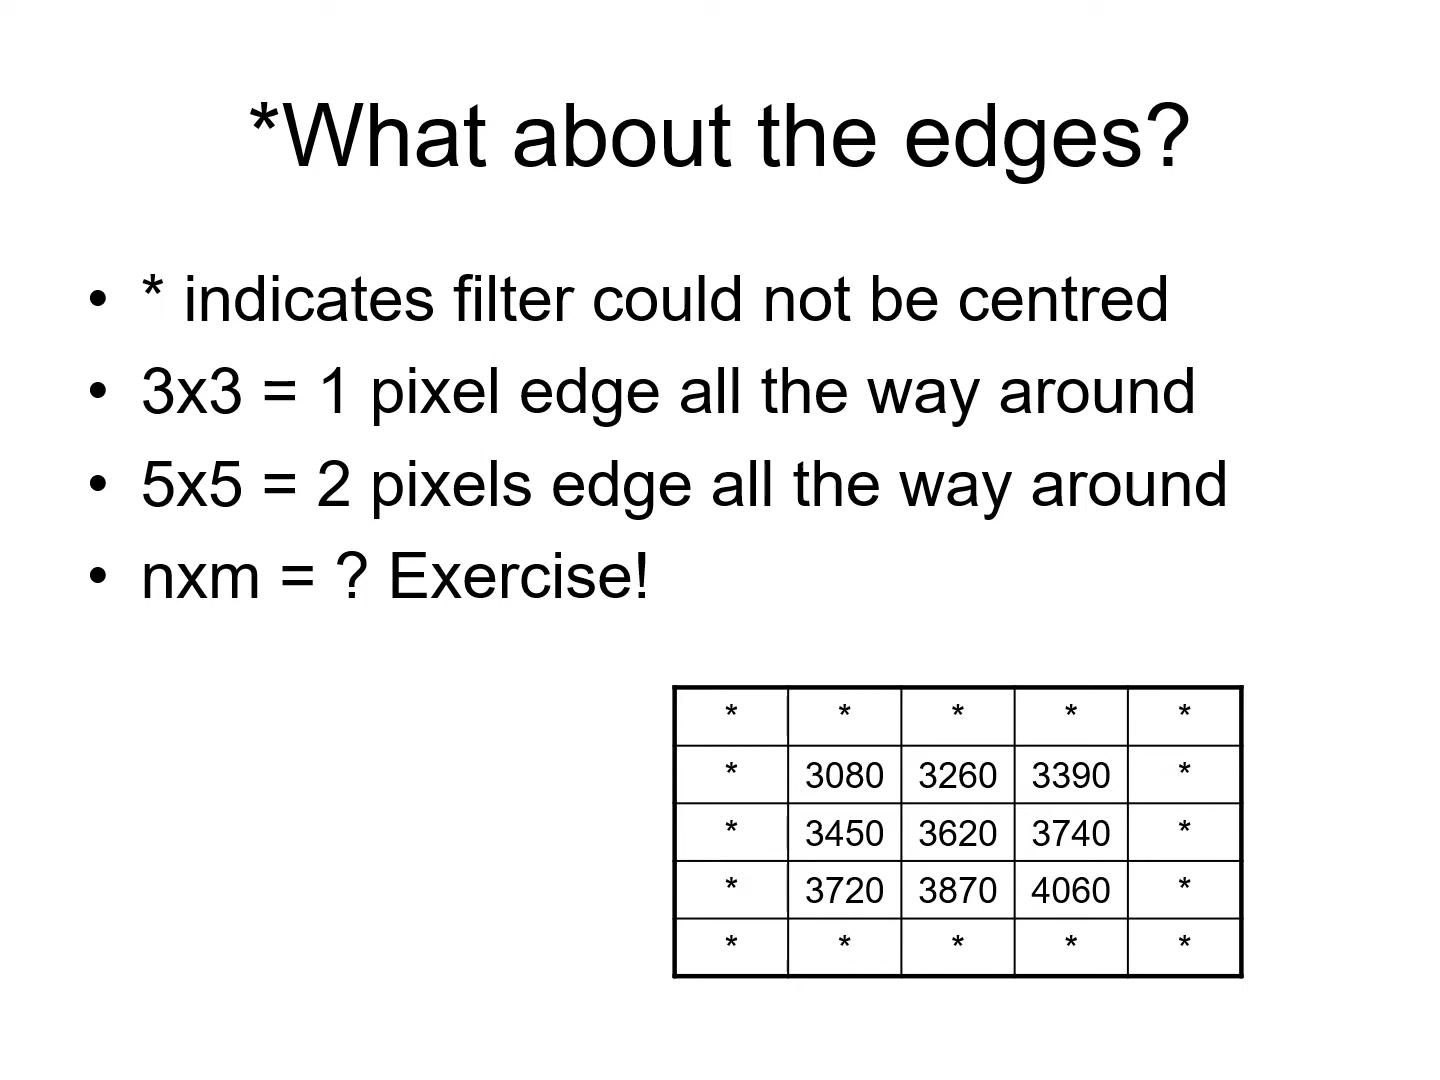 *What about the edges?
• * indicates filter could not be centred
• 3x3 = 1 pixel edge all the way around
• 5x5 = 2 pixels edge all the way around
• nxm = ? Exercise!
* * * * *
* 3080 3260 3390 *
* 3450 3620 3740 *
* 3720 3870 4060 *
* * * * *